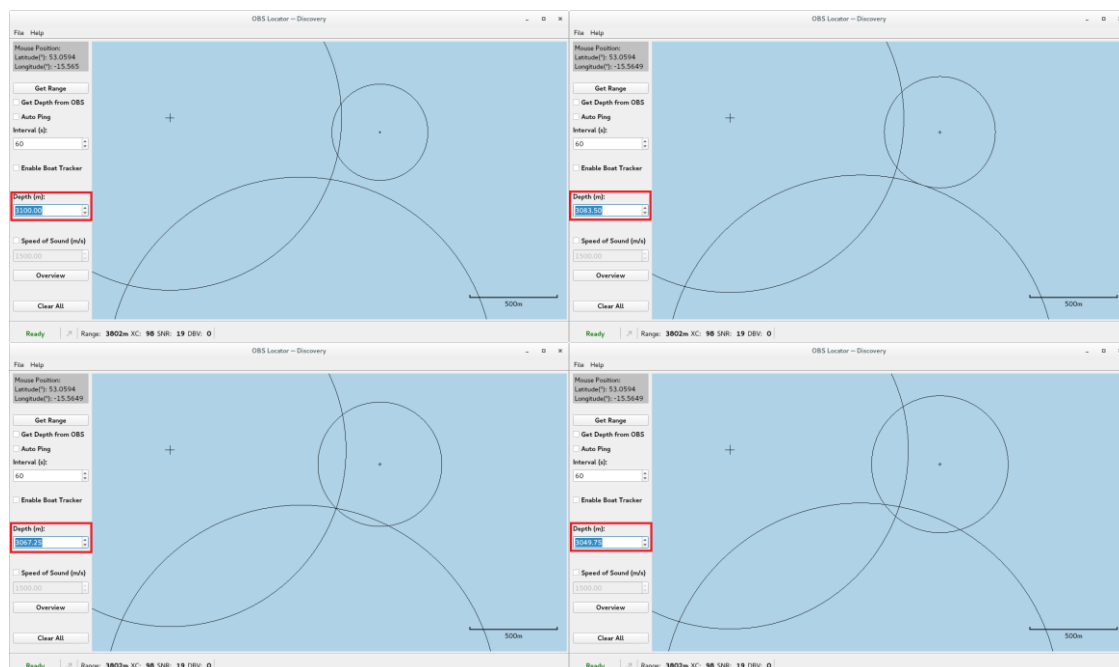 OBS Locator — Discovery
File Help
Mouse Position:
Latitude(°): 53.0594
Longitude(°): -15.565
Get Range
Get Depth from OBS
Auto Ping
Interval (s):
60
Enable Boat Tracker
Depth (m):
3100.00
Speed of Sound (m/s)
1500.00
Overview
Clear All
500m
Ready Range: 3802m XC: 98 SNR: 19 DBV: 0
OBS Locator — Discovery
File Help
Mouse Position:
Latitude(°): 53.0594
Longitude(°): -15.5649
Get Range
Get Depth from OBS
Auto Ping
Interval (s):
60
Enable Boat Tracker
Depth (m):
3083.50
Speed of Sound (m/s)
1500.00
Overview
Clear All
500m
Ready Range: 3802m XC: 98 SNR: 19 DBV: 0
OBS Locator — Discovery
File Help
Mouse Position:
Latitude(°): 53.0594
Longitude(°): -15.5649
Get Range
Get Depth from OBS
Auto Ping
Interval (s):
60
Enable Boat Tracker
Depth (m):
3067.25
Speed of Sound (m/s)
1500.00
Overview
Clear All
500m
Ready Range: 3802m XC: 98 SNR: 19 DBV: 0
OBS Locator — Discovery
File Help
Mouse Position:
Latitude(°): 53.0594
Longitude(°): -15.5649
Get Range
Get Depth from OBS
Auto Ping
Interval (s):
60
Enable Boat Tracker
Depth (m):
3049.75
Speed of Sound (m/s)
1500.00
Overview
Clear All
500m
Ready Range: 3802m XC: 98 SNR: 19 DBV: 0